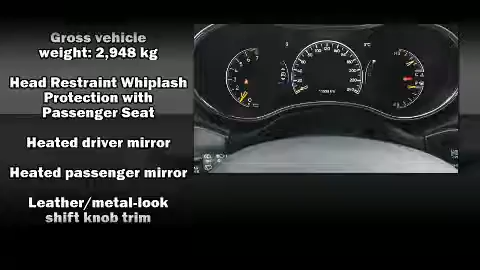 Gross vehicle
weight: 2,948 kg
Head Restraint Whiplash
Protection with
Passenger Seat
Heated driver mirror
Heated passenger mirror
Leather/metal-look
shift knob trim